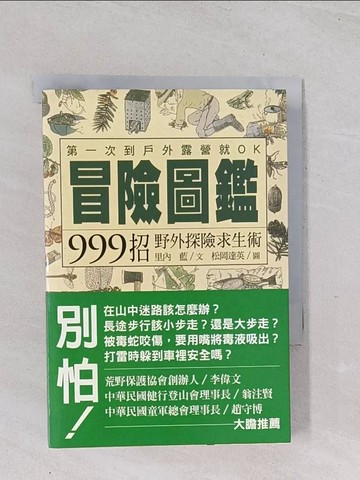 第一次到戶外露營就OK
冒險圖鑑
999招野外探險求生術
里內 藍/文 松岡達英/圖
別怕!
在山中迷路該怎麼辦?
長途步行該小步走?還是大步走?
被毒蛇咬傷,要用嘴將毒液吸出?
打雷時躲到車裡安全嗎?
荒野保護協會創辦人/李偉文
中華民國健行登山會理事長/翁注賢
中華民國童軍總會理事長/趙守博
大膽推薦